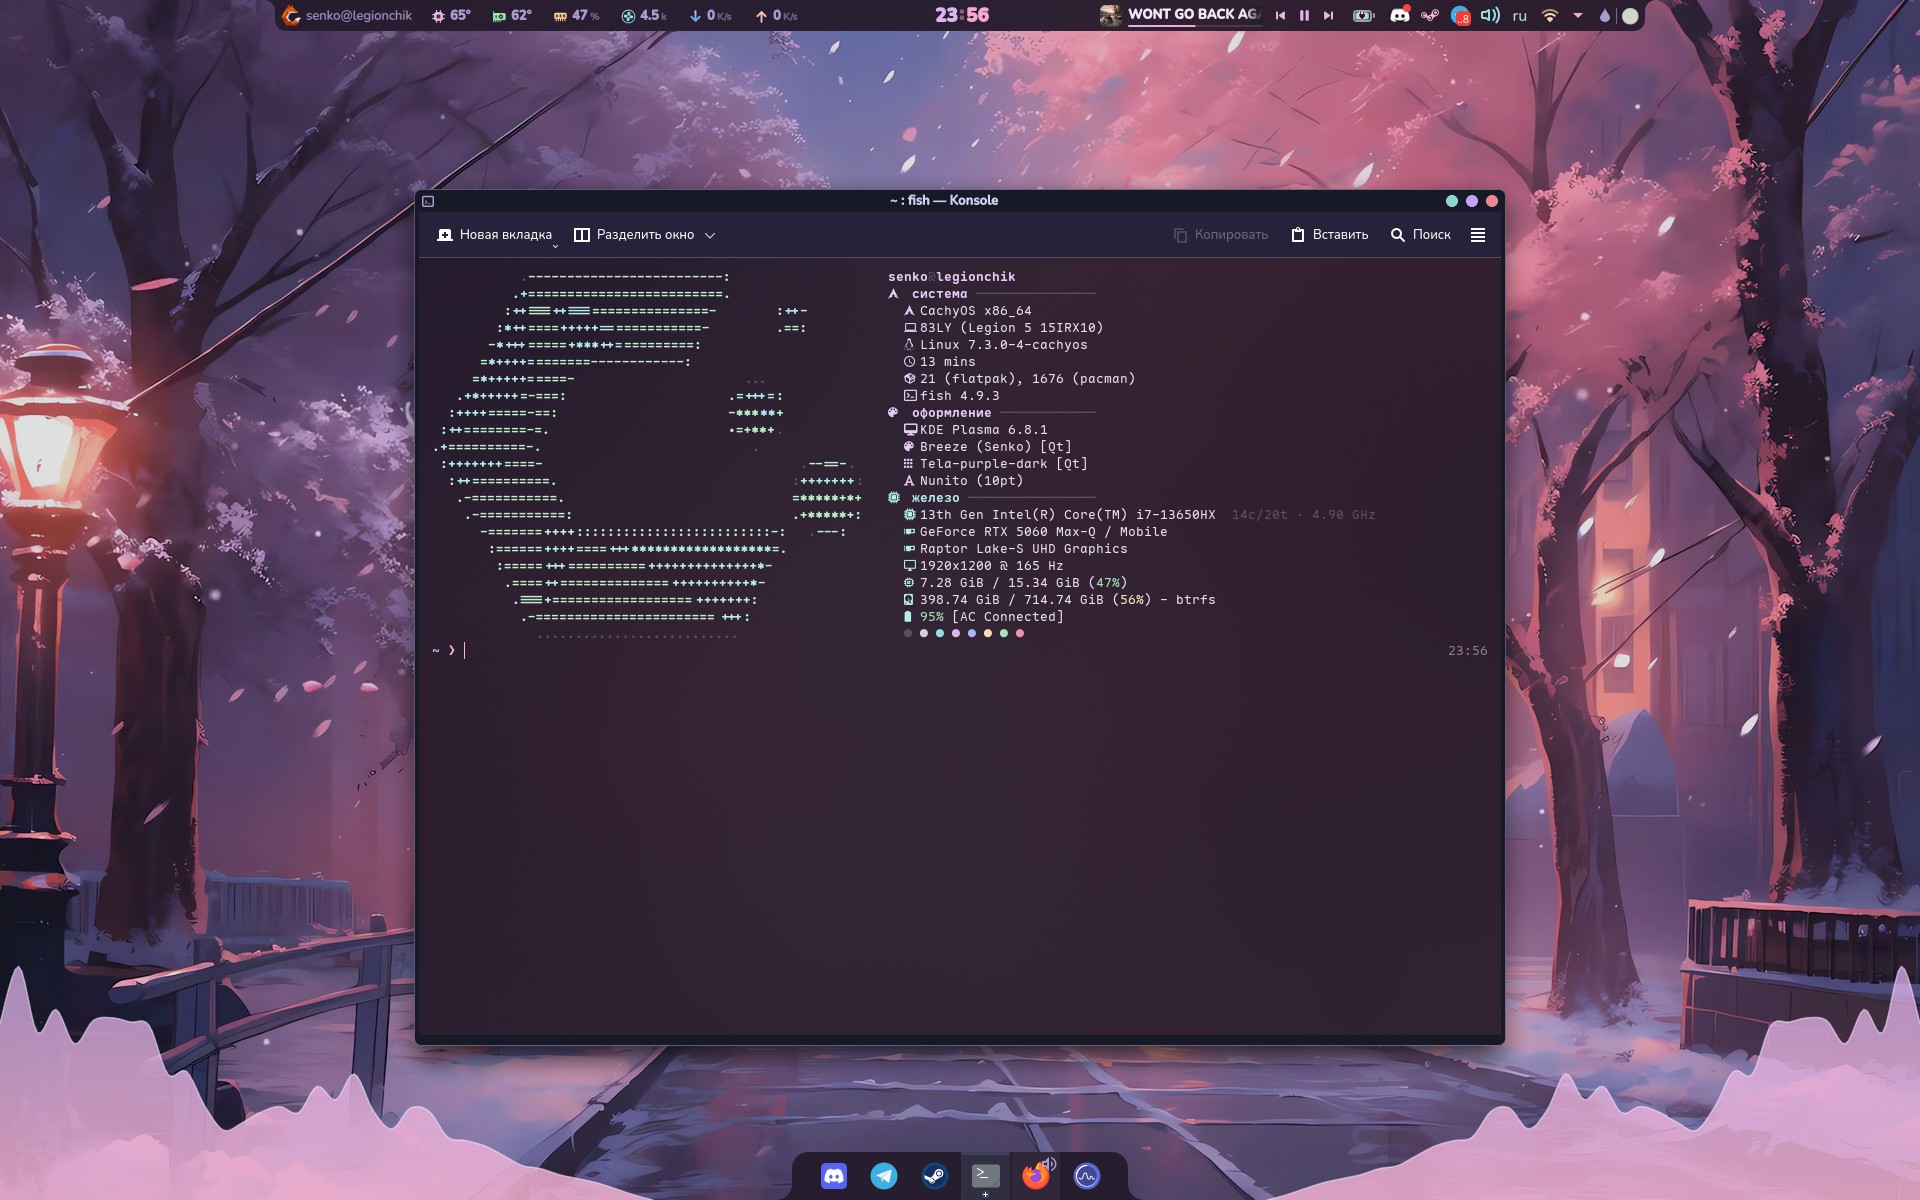 senko@legionchik 65° 62° 47 % 4.5 k 0 K/s 0 K/s 23:56 WONT GO BACK AG ..8 ru
~ : fish — Konsole
Новая вкладка Разделить окно Копировать Вставить Поиск
senko@legionchik
система
CachyOS x86_64
83LY (Legion 5 15IRX10)
Linux 7.3.0-4-cachyos
13 mins
21 (flatpak), 1676 (pacman)
fish 4.9.3
оформление
KDE Plasma 6.8.1
Breeze (Senko) [Qt]
Tela-purple-dark [Qt]
Nunito (10pt)
железо
13th Gen Intel(R) Core(TM) i7-13650HX 14c/20t · 4.90 GHz
GeForce RTX 5060 Max-Q / Mobile
Raptor Lake-S UHD Graphics
1920x1200 @ 165 Hz
7.28 GiB / 15.34 GiB (47%)
398.74 GiB / 714.74 GiB (56%) - btrfs
95% [AC Connected]
~ ❯ 23:56